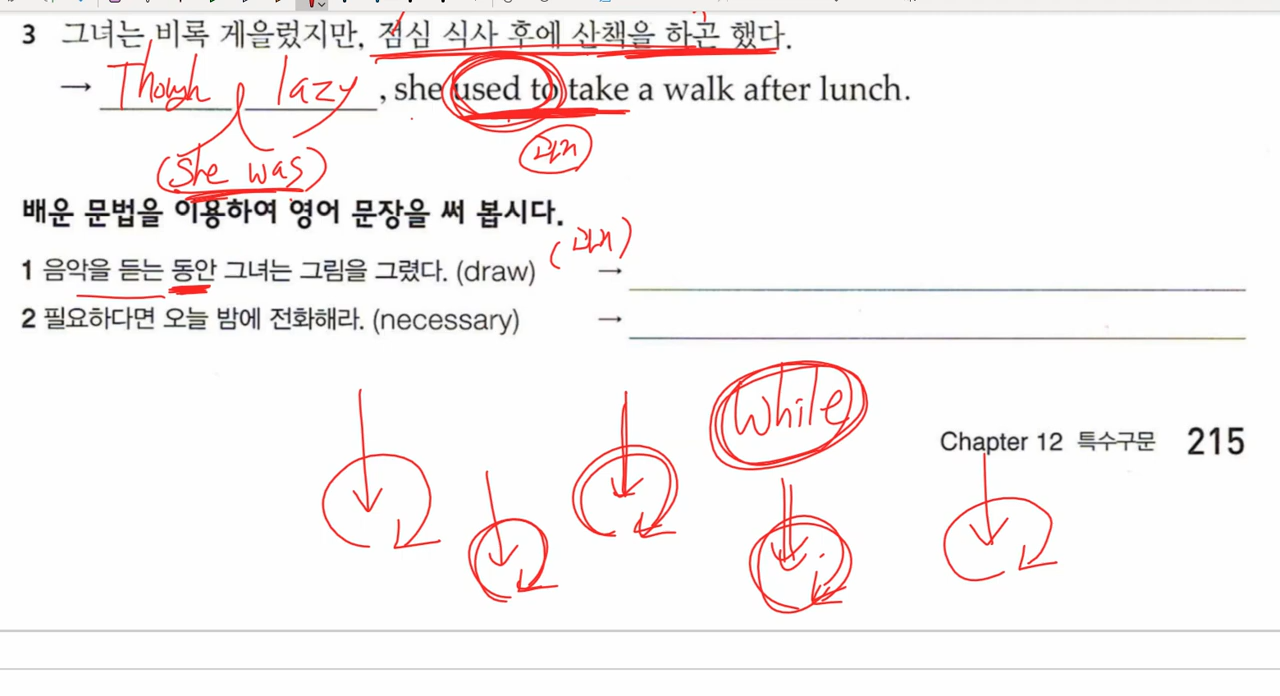 3 그녀는 비록 게을렀지만, 점심 식사 후에 산책을 하곤 했다.
→ Though lazy, she used to take a walk after lunch.
(she was)
과거
배운 문법을 이용하여 영어 문장을 써 봅시다.
(과거)
1 음악을 듣는 동안 그녀는 그림을 그렸다. (draw) →
2 필요하다면 오늘 밤에 전화해라. (necessary) →
While
Chapter 12 특수구문 215